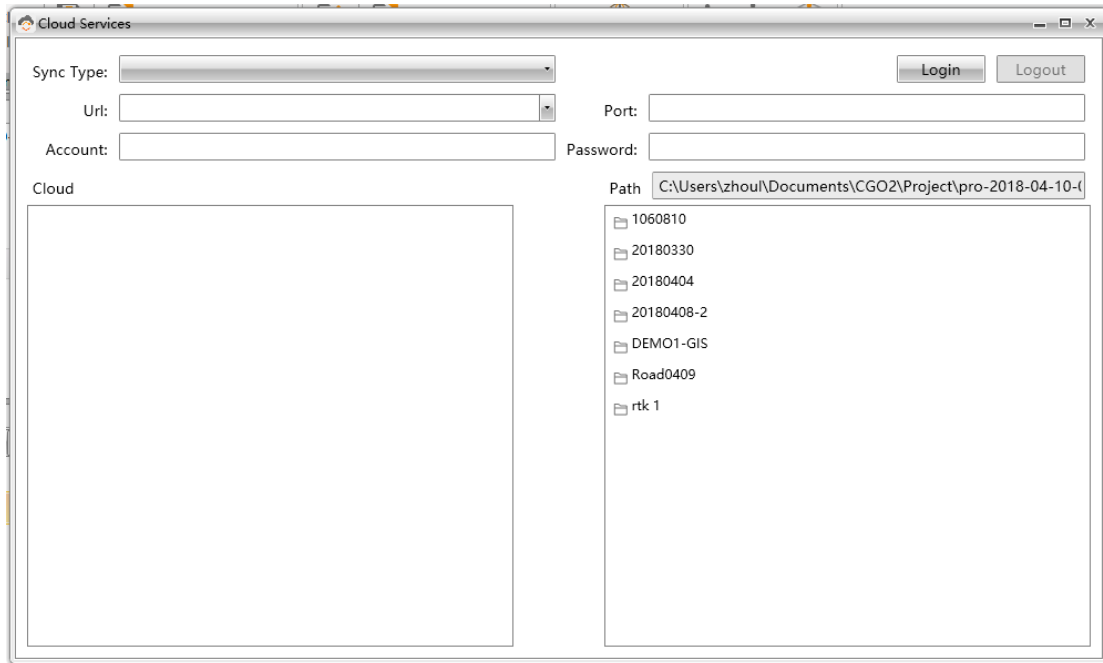 Cloud Services
Sync Type:
Login Logout
Url: Port:
Account: Password:
Cloud Path C:\Users\zhoul\Documents\CGO2\Project\pro-2018-04-10-(
1060810
20180330
20180404
20180408-2
DEMO1-GIS
Road0409
rtk 1